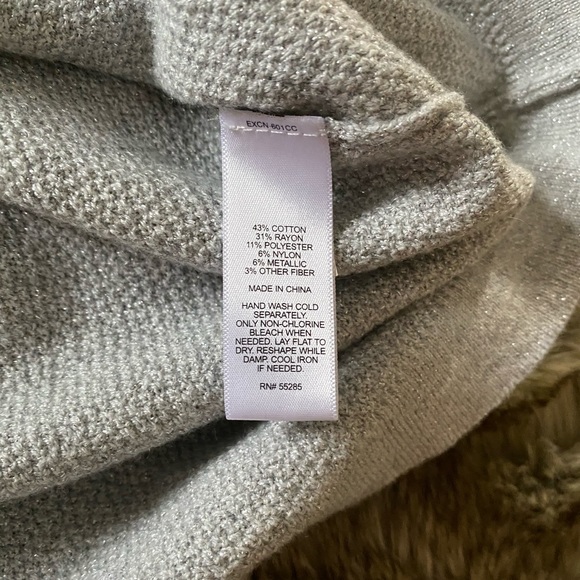 EXCN-601CC
43% COTTON
31% RAYON
11% POLYESTER
6% NYLON
6% METALLIC
3% OTHER FIBER
MADE IN CHINA
HAND WASH COLD
SEPARATELY.
ONLY NON-CHLORINE
BLEACH WHEN
NEEDED. LAY FLAT TO
DRY. RESHAPE WHILE
DAMP. COOL IRON
IF NEEDED.
RN# 55285